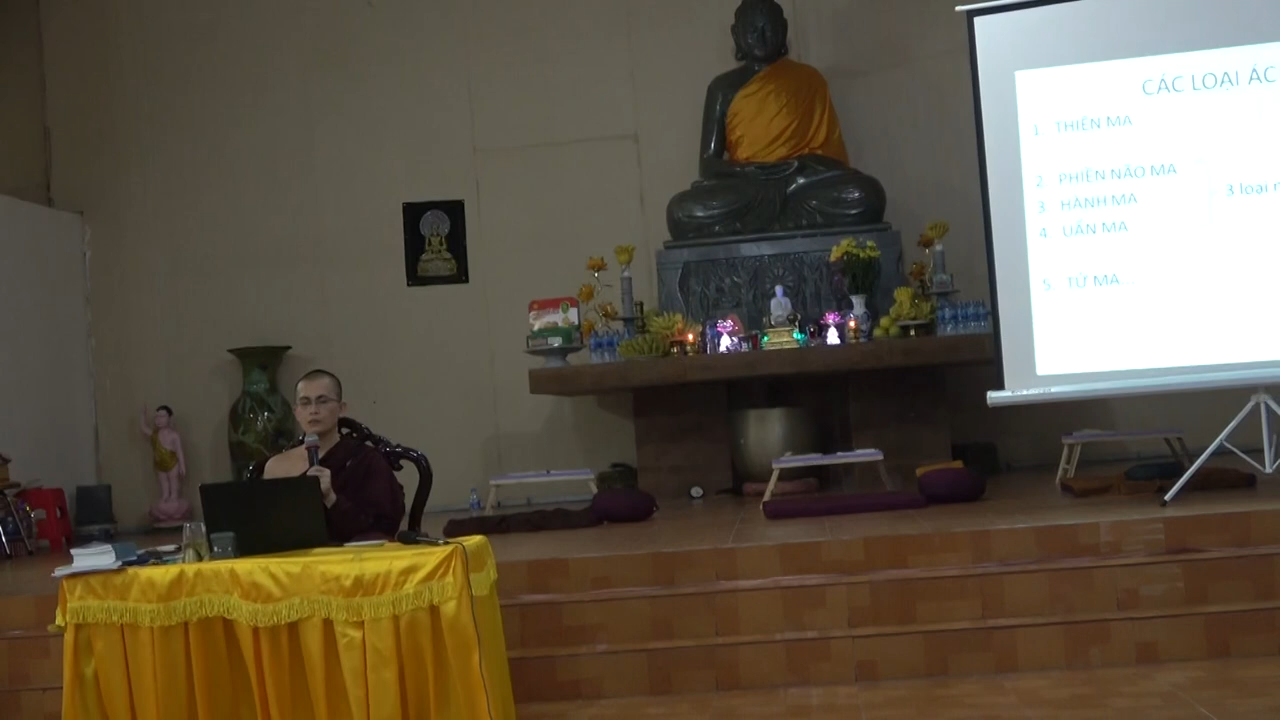 CÁC LOẠI ÁC
1. THIÊN MA
2. PHIỀN NÃO MA
3. HÀNH MA
3 loại
4. UẨN MA
5. TỬ MA...